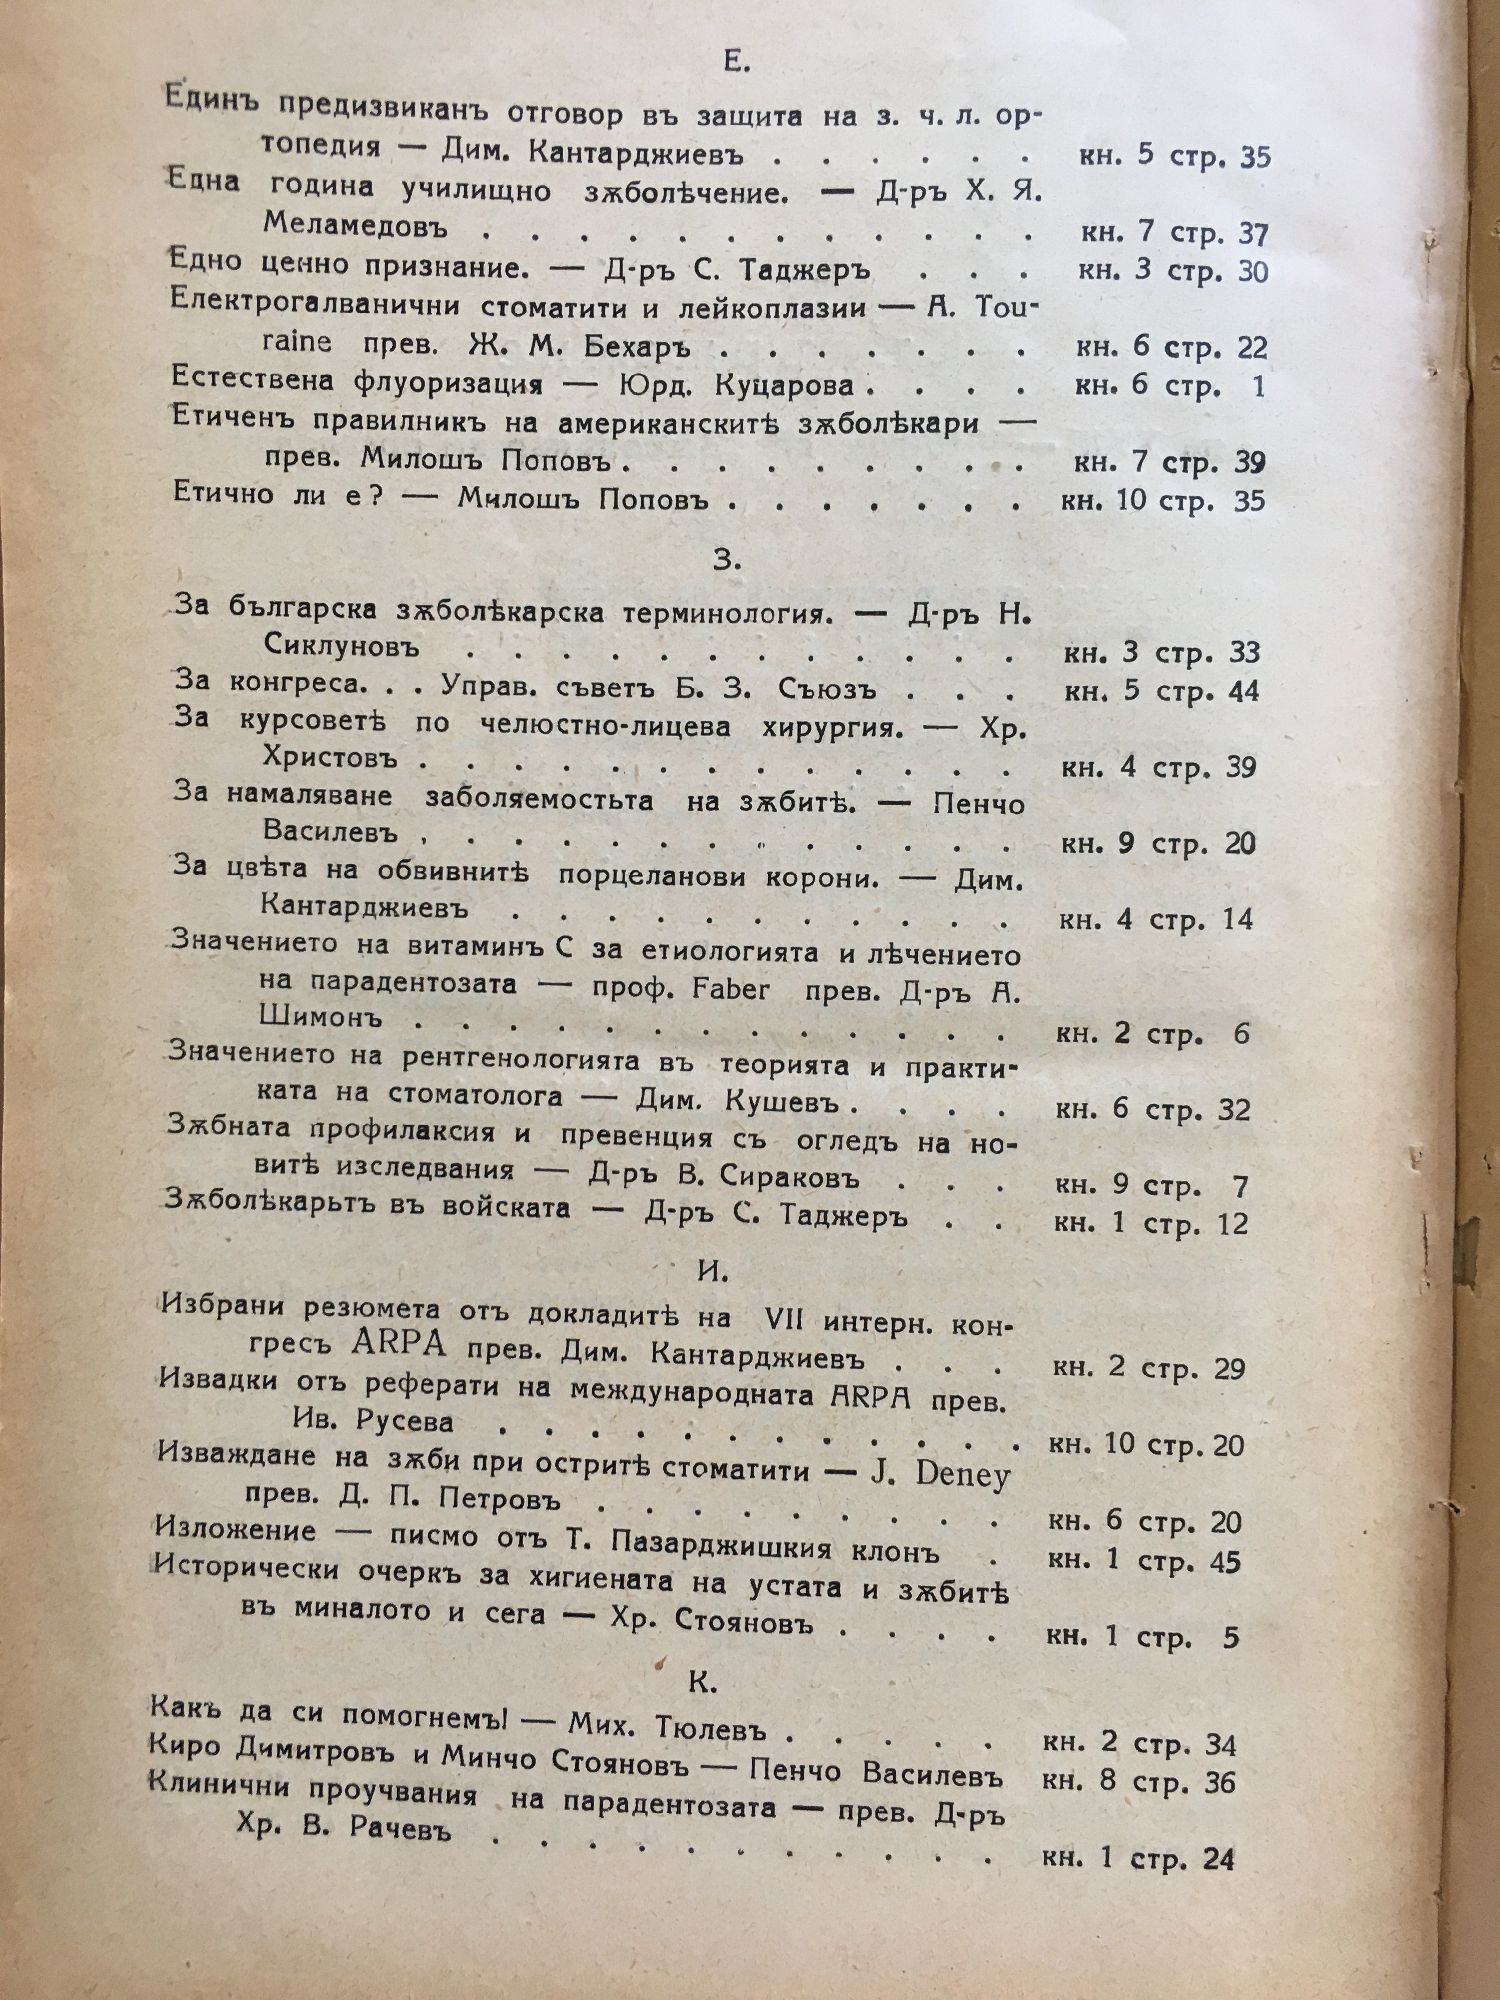 Е.
Единъ предизвиканъ отговор въ защита на з. ч. л. ор-
топедия — Дим. Кантарджиевъ . . . . . . кн. 5 стр. 35
Една година училищно зѫболѣчение. — Д-ръ Х. Я.
Меламедовъ . . . . . . . . . . . . кн. 7 стр. 37
Едно ценно признание. — Д-ръ С. Таджеръ . . . кн. 3 стр. 30
Електрогалванични стоматити и лейкоплазии — A. Tou-
raine прев. Ж. М. Бехаръ . . . . . . . кн. 6 стр. 22
Естествена флуоризация — Юрд. Куцарова . . . . кн. 6 стр. 1
Етиченъ правилникъ на американскитѣ зѫболѣкари —
прев. Милошъ Поповъ . . . . . . . . . кн. 7 стр. 39
Етично ли е? — Милошъ Поповъ . . . . . . . кн. 10 стр. 35
З.
За българска зѫболѣкарска терминология. — Д-ръ Н.
Сиклуновъ . . . . . . . . . . . . кн. 3 стр. 33
За конгреса. . . Управ. съветъ Б. З. Съюзъ . . . кн. 5 стр. 44
За курсоветѣ по челюстно-лицева хирургия. — Хр.
Христовъ . . . . . . . . . . . . . кн. 4 стр. 39
За намаляване заболяемостьта на зѫбитѣ. — Пенчо
Василевъ . . . . . . . . . . . . . кн. 9 стр. 20
За цвѣта на обвивнитѣ порцеланови корони. — Дим.
Кантарджиевъ . . . . . . . . . . . кн. 4 стр. 14
Значението на витаминъ С за етиологията и лѣчението
на парадентозата — проф. Faber прев. Д-ръ А.
Шимонъ . . . . . . . . . . . . . кн. 2 стр. 6
Значението на рентгенологията въ теорията и практи-
ката на стоматолога — Дим. Кушевъ . . . . кн. 6 стр. 32
Зѫбната профилаксия и превенция съ огледъ на но-
витѣ изследвания — Д-ръ В. Сираковъ . . . кн. 9 стр. 7
Зѫболѣкарьтъ въ войската — Д-ръ С. Таджеръ . . кн. 1 стр. 12
И.
Избрани резюмета отъ докладитѣ на VII интерн. кон-
гресъ ARPA прев. Дим. Кантарджиевъ . . . кн. 2 стр. 29
Извадки отъ реферати на международната ARPA прев.
Ив. Русева . . . . . . . . . . . . кн. 10 стр. 20
Изваждане на зѫби при остритѣ стоматити — J. Deney
прев. Д. П. Петровъ . . . . . . . . . кн. 6 стр. 20
Изложение — писмо отъ Т. Пазарджишкия клонъ . кн. 1 стр. 45
Исторически очеркъ за хигиената на устата и зѫбитѣ
въ миналото и сега — Хр. Стояновъ . . . . кн. 1 стр. 5
К.
Какъ да си помогнемъ! — Мих. Тюлевъ . . . . . кн. 2 стр. 34
Киро Димитровъ и Минчо Стояновъ — Пенчо Василевъ кн. 8 стр. 36
Клинични проучвания на парадентозата — прев. Д-ръ
Хр. В. Рачевъ . . . . . . . . . . . кн. 1 стр. 24